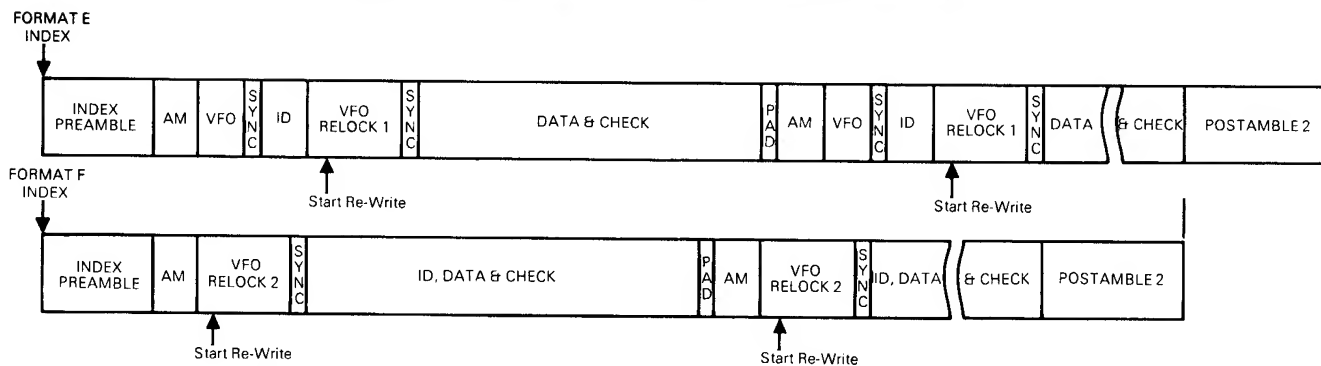 FORMAT E
INDEX
INDEX
PREAMBLE
AM
VFO
SYNC
ID
VFO
RELOCK 1
SYNC
DATA & CHECK
PAD
AM
VFO
SYNC
ID
VFO
RELOCK 1
SYNC
DATA
& CHECK
POSTAMBLE 2
Start Re-Write
Start Re-Write
FORMAT F
INDEX
INDEX
PREAMBLE
AM
VFO
RELOCK 2
SYNC
ID, DATA & CHECK
PAD
AM
VFO
RELOCK 2
SYNC
ID, DATA
& CHECK
POSTAMBLE 2
Start Re-Write
Start Re-Write